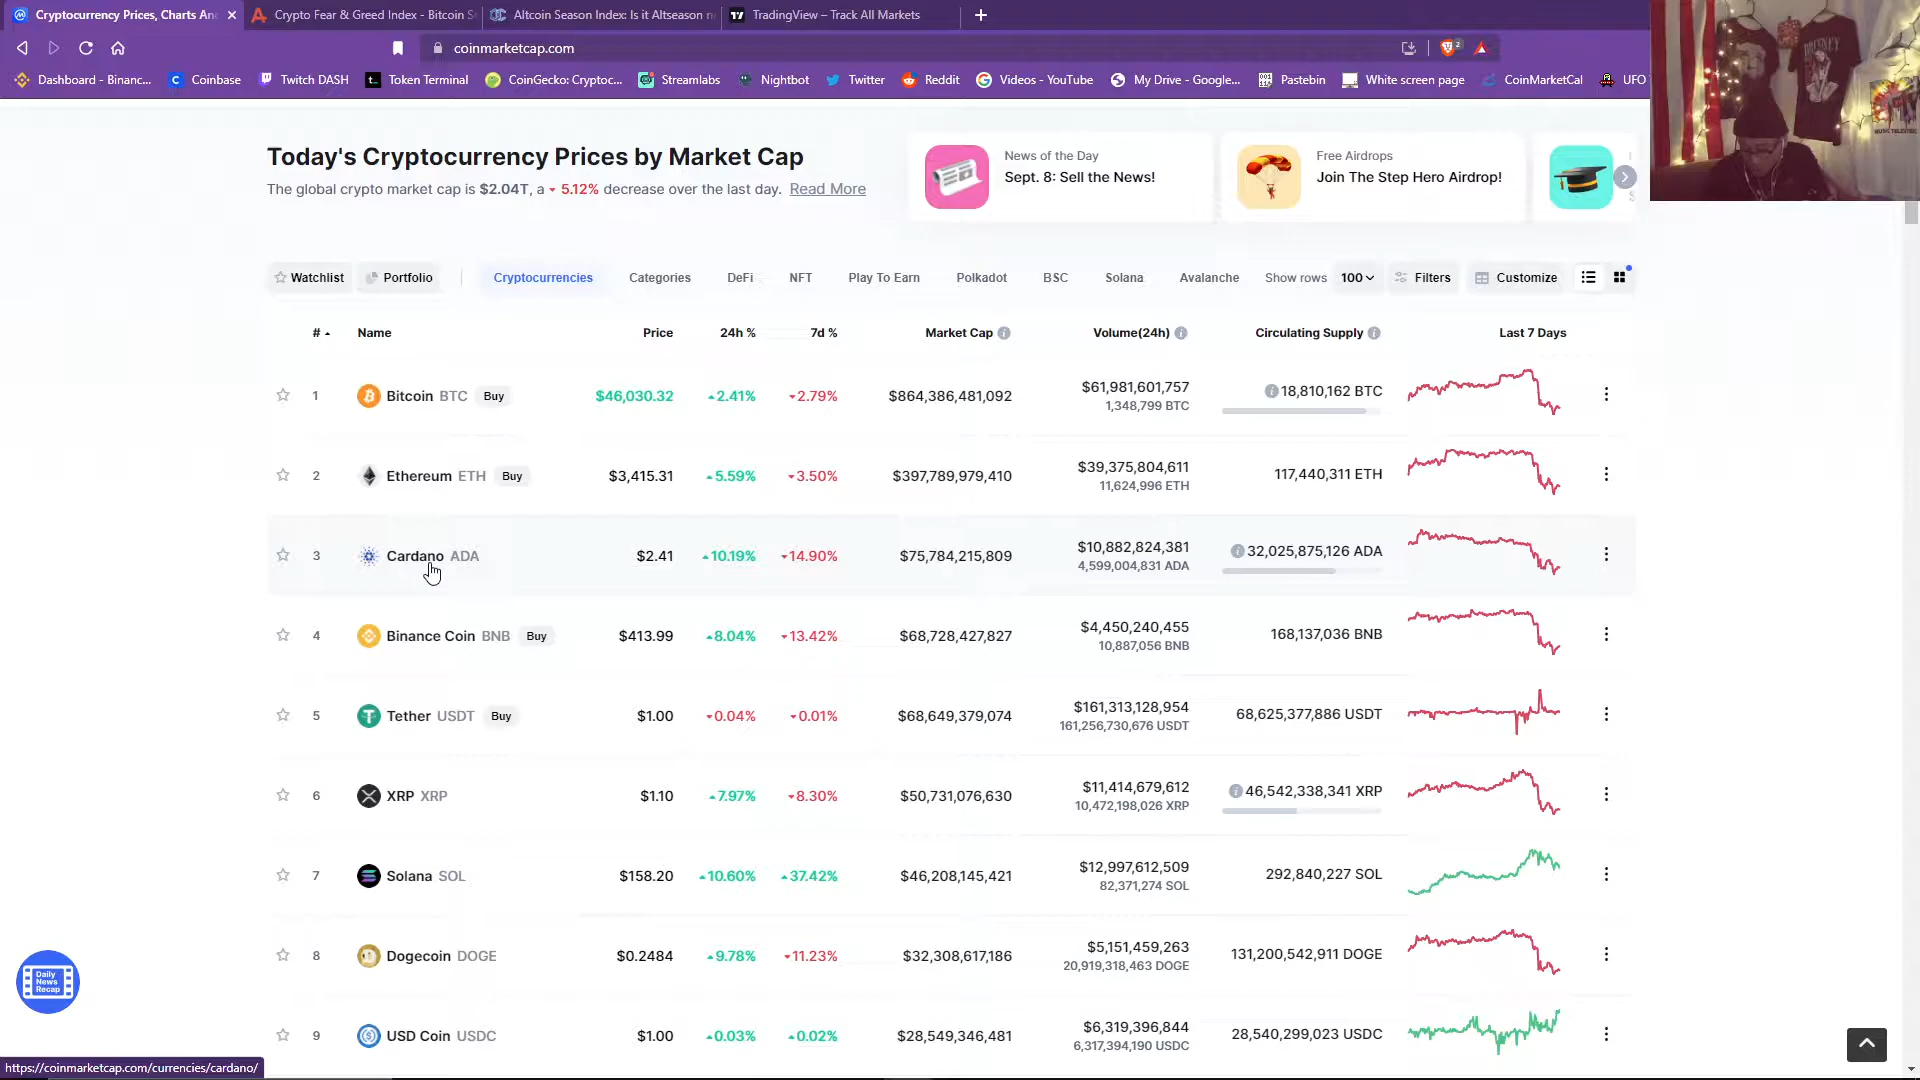 Cryptocurrency Prices, Charts An
Crypto Fear & Greed Index - Bitcoin S
Altcoin Season Index: Is it Altseason n
TradingView – Track All Markets
coinmarketcap.com
2
Dashboard - Binanc...
Coinbase
Twitch DASH
Token Terminal
CoinGecko: Cryptoc...
Streamlabs
Nightbot
Twitter
Reddit
Videos - YouTube
My Drive - Google...
Pastebin
White screen page
CoinMarketCal
UFO
Today's Cryptocurrency Prices by Market Cap
The global crypto market cap is $2.04T, a 5.12% decrease over the last day. Read More
News of the Day
Sept. 8: Sell the News!
Free Airdrops
Join The Step Hero Airdrop!
Watchlist Portfolio Cryptocurrencies Categories DeFi NFT Play To Earn Polkadot BSC Solana Avalanche Show rows 100 Filters Customize
# Name Price 24h % 7d % Market Cap Volume(24h) Circulating Supply Last 7 Days
1 Bitcoin BTC Buy $46,030.32 2.41% 2.79% $864,386,481,092 $61,981,601,757 18,810,162 BTC
1,348,799 BTC
2 Ethereum ETH Buy $3,415.31 5.59% 3.50% $397,789,979,410 $39,375,804,611 117,440,311 ETH
11,624,996 ETH
3 Cardano ADA $2.41 10.19% 14.90% $75,784,215,809 $10,882,824,381 32,025,875,126 ADA
4,599,004,831 ADA
4 Binance Coin BNB Buy $413.99 8.04% 13.42% $68,728,427,827 $4,450,240,455 168,137,036 BNB
10,887,056 BNB
5 Tether USDT Buy $1.00 0.04% 0.01% $68,649,379,074 $161,313,128,954 68,625,377,886 USDT
161,256,730,676 USDT
6 XRP XRP $1.10 7.97% 8.30% $50,731,076,630 $11,414,679,612 46,542,338,341 XRP
10,472,198,026 XRP
7 Solana SOL $158.20 10.60% 37.42% $46,208,145,421 $12,997,612,509 292,840,227 SOL
82,371,274 SOL
8 Dogecoin DOGE $0.2484 9.78% 11.23% $32,308,617,186 $5,151,459,263 131,200,542,911 DOGE
20,919,318,463 DOGE
Daily
News
Recap
9 USD Coin USDC $1.00 0.03% 0.02% $28,549,346,481 $6,319,396,844 28,540,299,023 USDC
6,317,394,190 USDC
https://coinmarketcap.com/currencies/cardano/